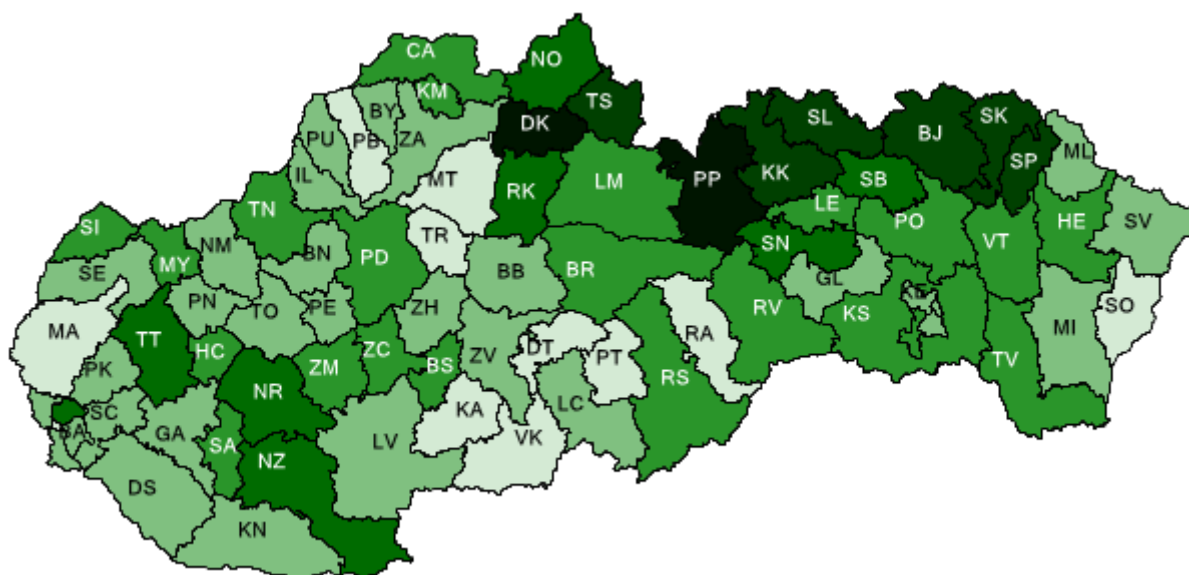 CA
NO
KM
TS
BY
DK
SL
BJ
SK
PU
PB
ZA
SP
ML
IL
MT
RK
LM
PP
KK
SB
TN
LE
PO
SI
NM
TR
SN
VT
HE
SV
MY
BN
PD
BB
BR
SE
PN
TO
PE
ZH
GL
KE
SO
MA
TT
HC
ZM
ZC
BS
ZV
DT
PT
RA
RV
KS
MI
TV
PK
NR
KA
LC
RS
SC
BA
GA
SA
NZ
LV
VK
DS
KN